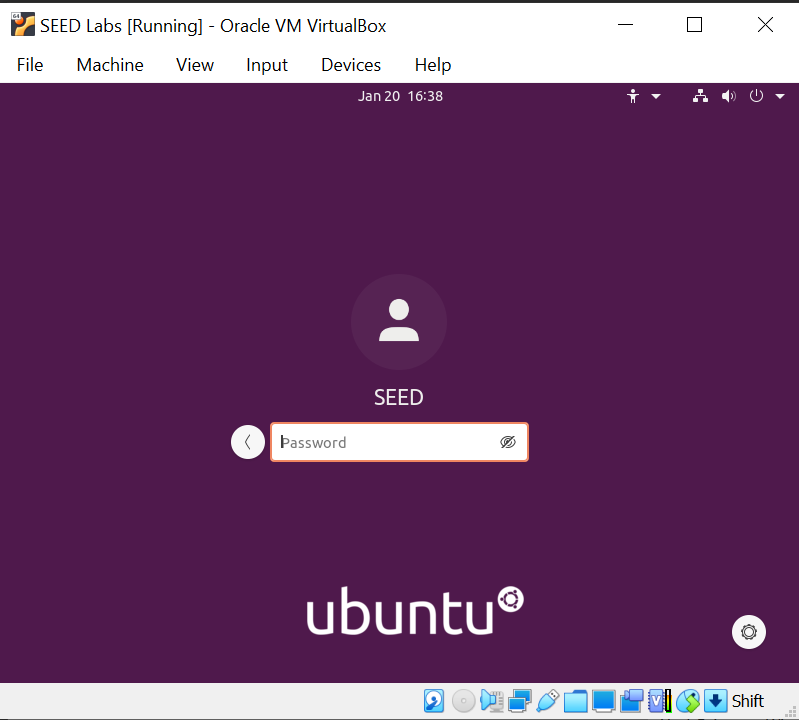 SEED Labs [Running] - Oracle VM VirtualBox
File Machine View Input Devices Help
Jan 20 16:38
SEED
Password
ubuntu
Shift